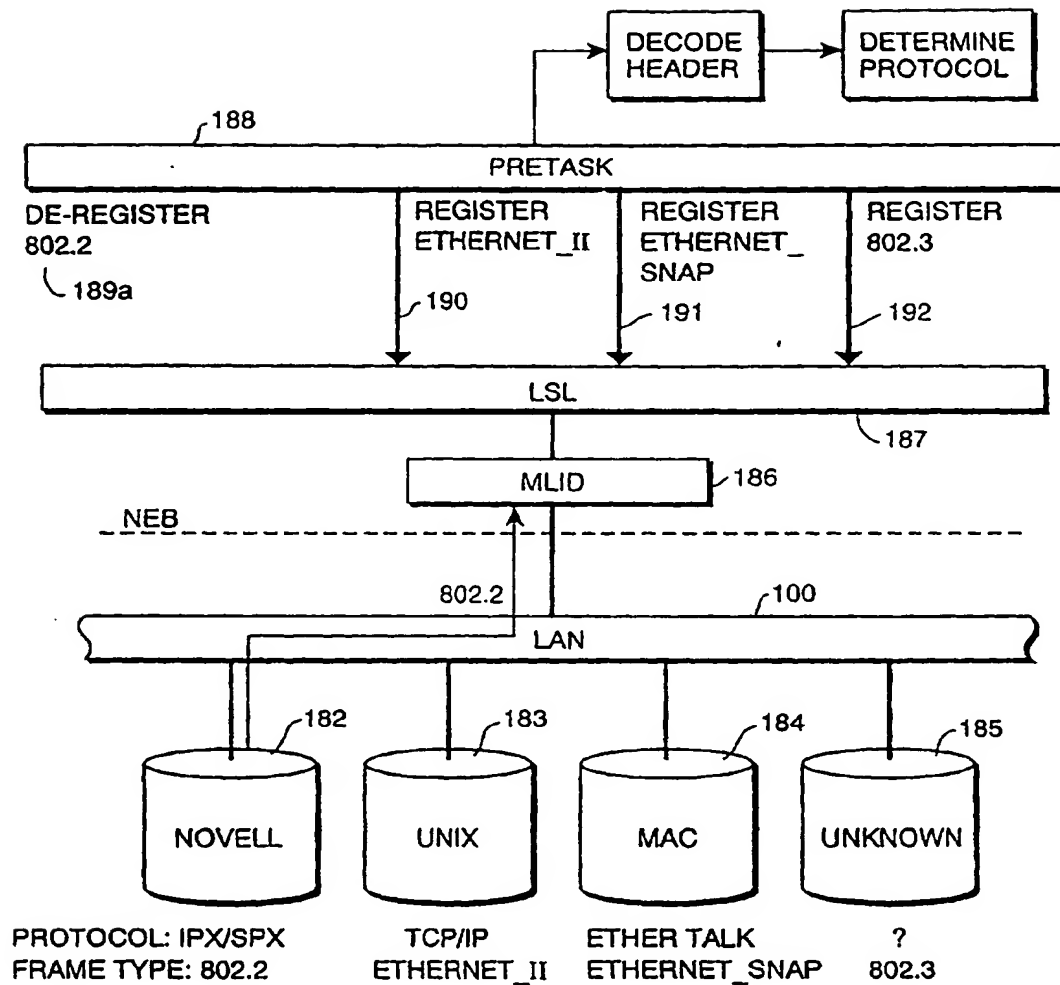 DECODE
HEADER
DETERMINE
PROTOCOL
188
PRETASK
DE-REGISTER
802.2
189a
REGISTER
ETHERNET_II
190
REGISTER
ETHERNET_
SNAP
191
REGISTER
802.3
192
LSL
187
MLID
186
NEB
802.2
100
LAN
182
183
184
185
NOVELL
UNIX
MAC
UNKNOWN
PROTOCOL: IPX/SPX TCP/IP ETHER TALK ?
FRAME TYPE: 802.2 ETHERNET_II ETHERNET_SNAP 802.3